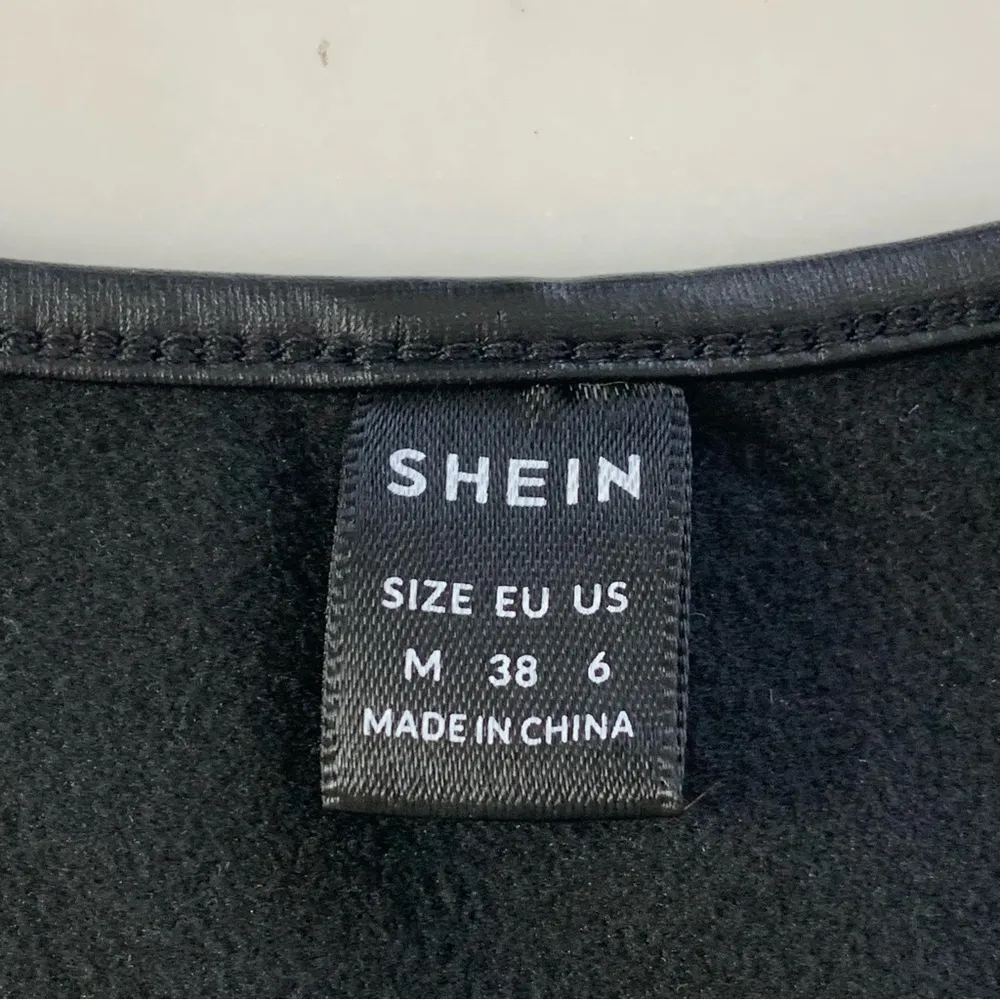 SHEIN
SIZE EU US
M 38 6
MADE IN CHINA